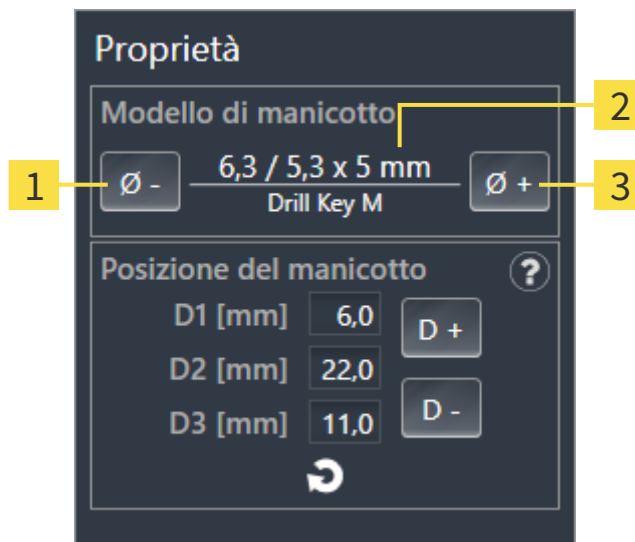 Proprietà
Modello di manicotto
2
1
Ø -
6,3 / 5,3 x 5 mm
Ø +
3
Drill Key M
Posizione del manicotto
?
D1 [mm] 6,0
D +
D2 [mm] 22,0
D3 [mm] 11,0
D -